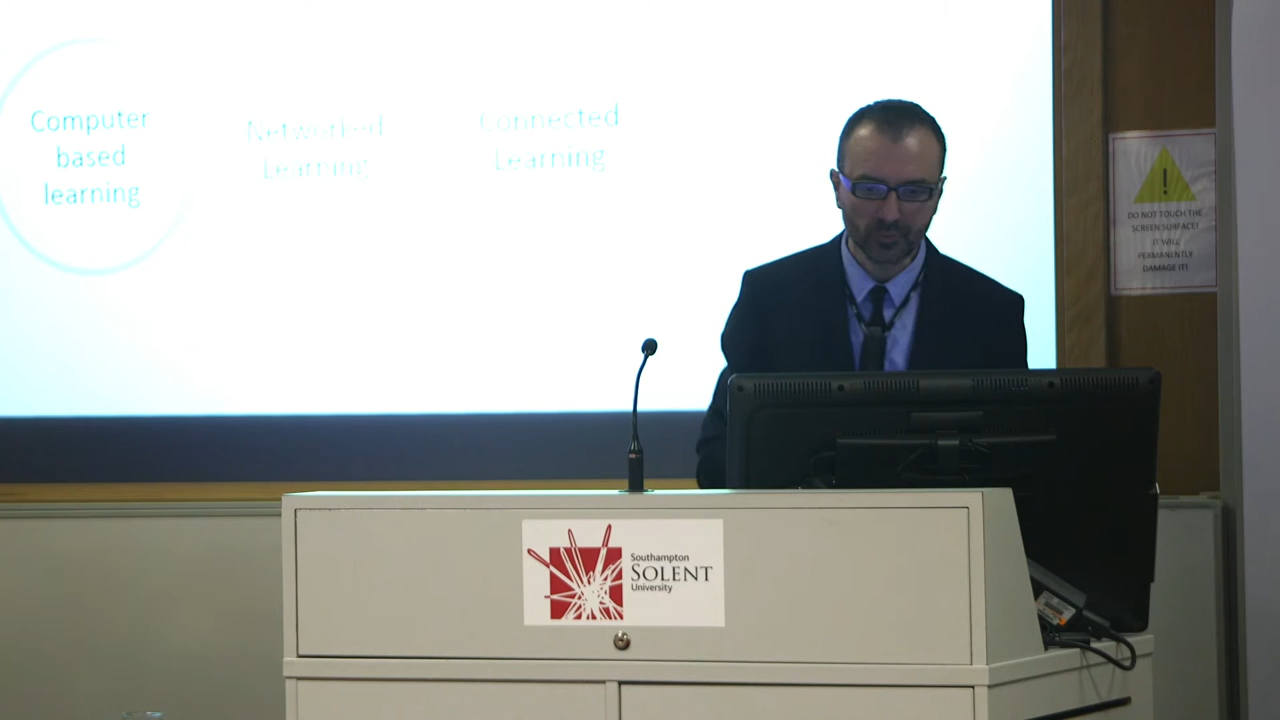 Computer
based
learning
Networked
Learning
Connected
Learning
!
DO NOT TOUCH THE
SCREEN SURFACE!
IT WILL
PERMANENTLY
DAMAGE IT!
Southampton
SOLENT
University